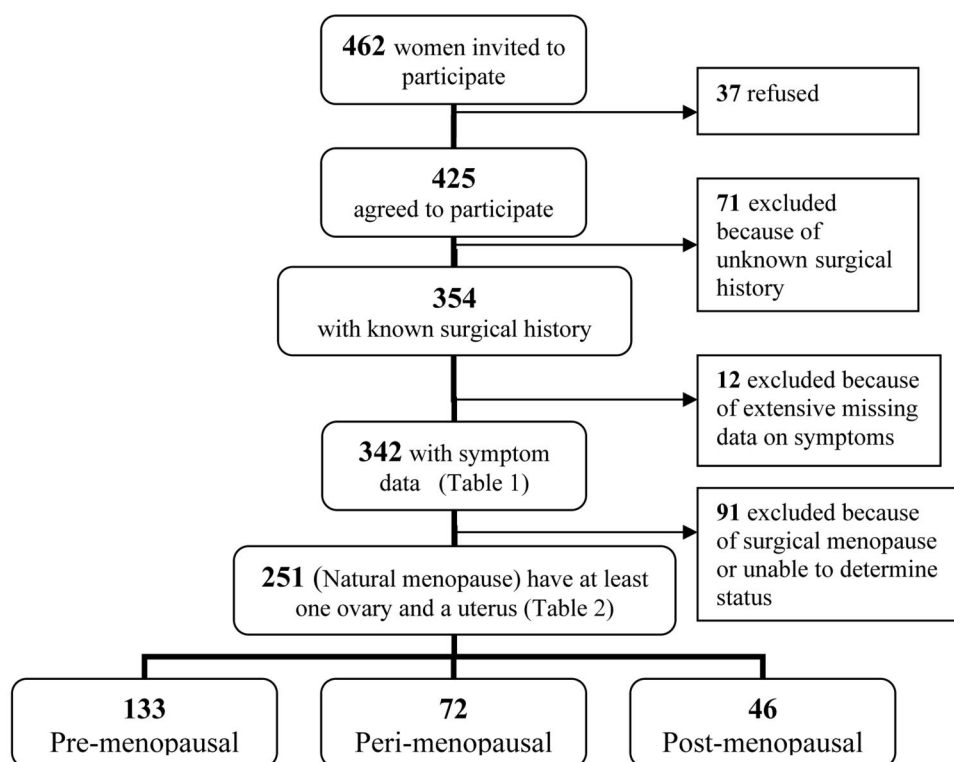 462 women invited to
participate
37 refused
425
agreed to participate
71 excluded
because of
unknown surgical
history
354
with known surgical history
12 excluded because
of extensive missing
data on symptoms
342 with symptom
data (Table 1)
91 excluded because
of surgical menopause
or unable to determine
status
251 (Natural menopause) have at least
one ovary and a uterus (Table 2)
133
Pre-menopausal
72
Peri-menopausal
46
Post-menopausal